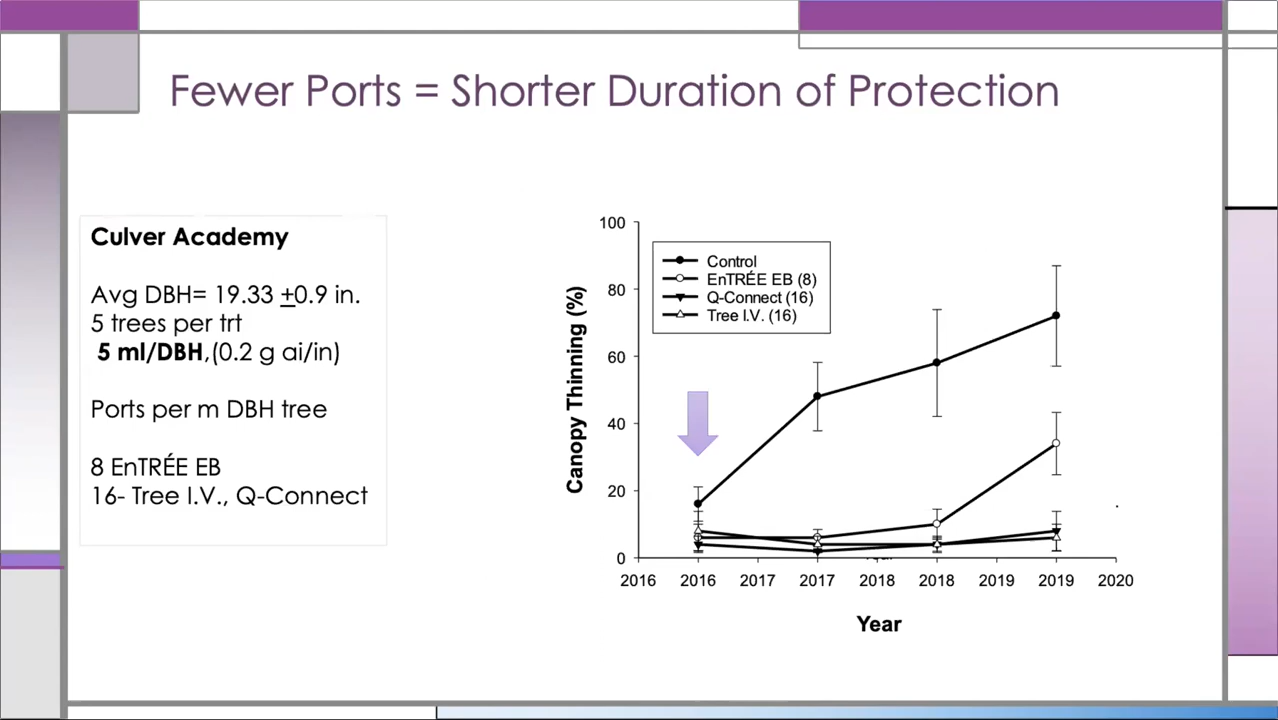 Fewer Ports = Shorter Duration of Protection
Culver Academy
Avg DBH= 19.33 +0.9 in.
5 trees per trt
5 ml/DBH,(0.2 g ai/in)
Ports per m DBH tree
8 EnTRÉE EB
16- Tree I.V., Q-Connect
Canopy Thinning (%)
100
80
60
40
20
0
Control
EnTRÉE EB (8)
Q-Connect (16)
Tree I.V. (16)
2016 2016 2017 2017 2018 2018 2019 2019 2020
Year